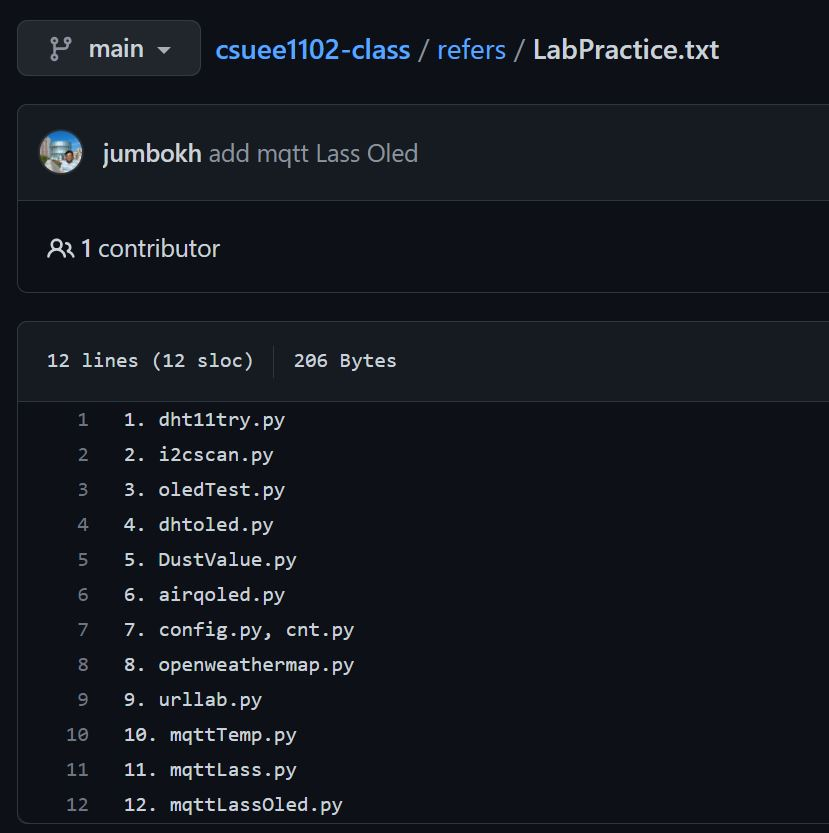 main csuee1102-class / refers / LabPractice.txt
jumbokh add mqtt Lass Oled
1 contributor
12 lines (12 sloc) 206 Bytes
1 1. dht11try.py
2 2. i2cscan.py
3 3. oledTest.py
4 4. dhtoled.py
5 5. DustValue.py
6 6. airqoled.py
7 7. config.py, cnt.py
8 8. openweathermap.py
9 9. urllab.py
10 10. mqttTemp.py
11 11. mqttLass.py
12 12. mqttLassOled.py